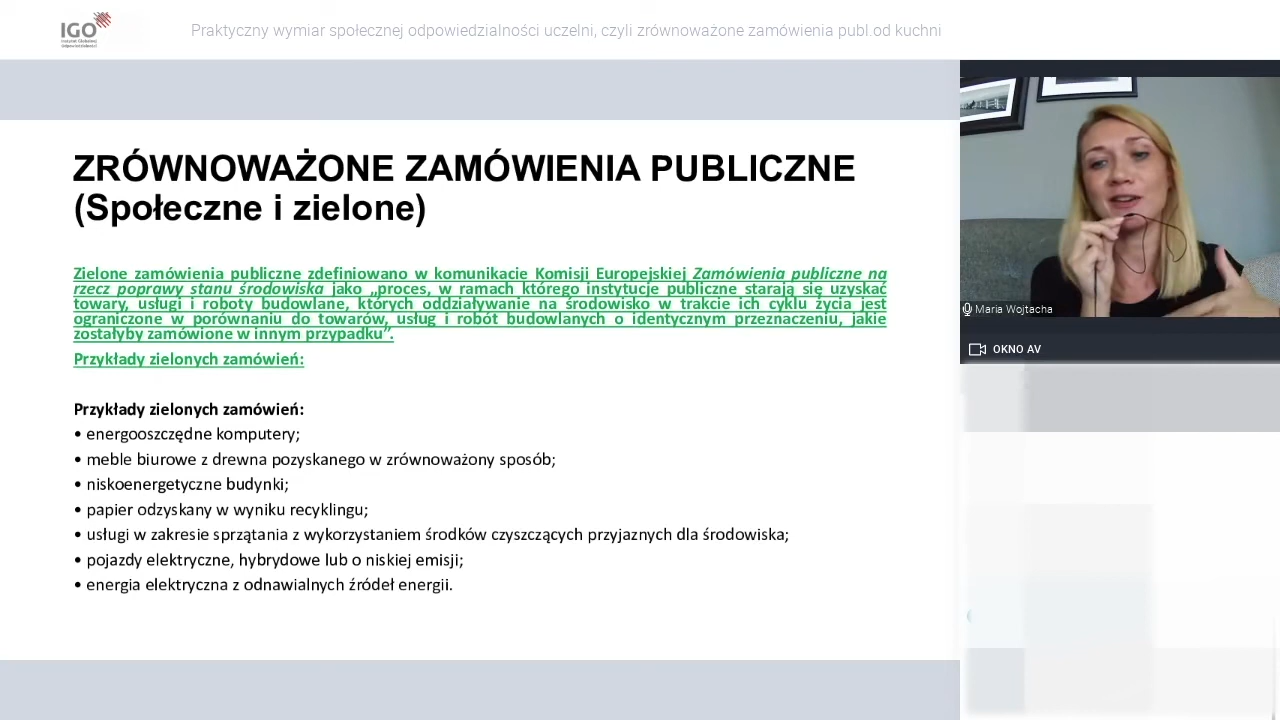 IGO
Instytut Globalnej
Odpowiedzialności
Praktyczny wymiar społecznej odpowiedzialności uczelni, czyli zrównoważone zamówienia publ.od kuchni
ZRÓWNOWAŻONE ZAMÓWIENIA PUBLICZNE
(Społeczne i zielone)
Zielone zamówienia publiczne zdefiniowano w komunikacie Komisji Europejskiej Zamówienia publiczne na
rzecz poprawy stanu środowiska jako „proces, w ramach którego instytucje publiczne starają się uzyskać
towary, usługi i roboty budowlane, których oddziaływanie na środowisko w trakcie ich cyklu życia jest
ograniczone w porównaniu do towarów, usług i robót budowlanych o identycznym przeznaczeniu, jakie
zostałyby zamówione w innym przypadku”.
Przykłady zielonych zamówień:
Przykłady zielonych zamówień:
• energooszczędne komputery;
• meble biurowe z drewna pozyskanego w zrównoważony sposób;
• niskoenergetyczne budynki;
• papier odzyskany w wyniku recyklingu;
• usługi w zakresie sprzątania z wykorzystaniem środków czyszczących przyjaznych dla środowiska;
• pojazdy elektryczne, hybrydowe lub o niskiej emisji;
• energia elektryczna z odnawialnych źródeł energii.
Maria Wojtacha
OKNO AV